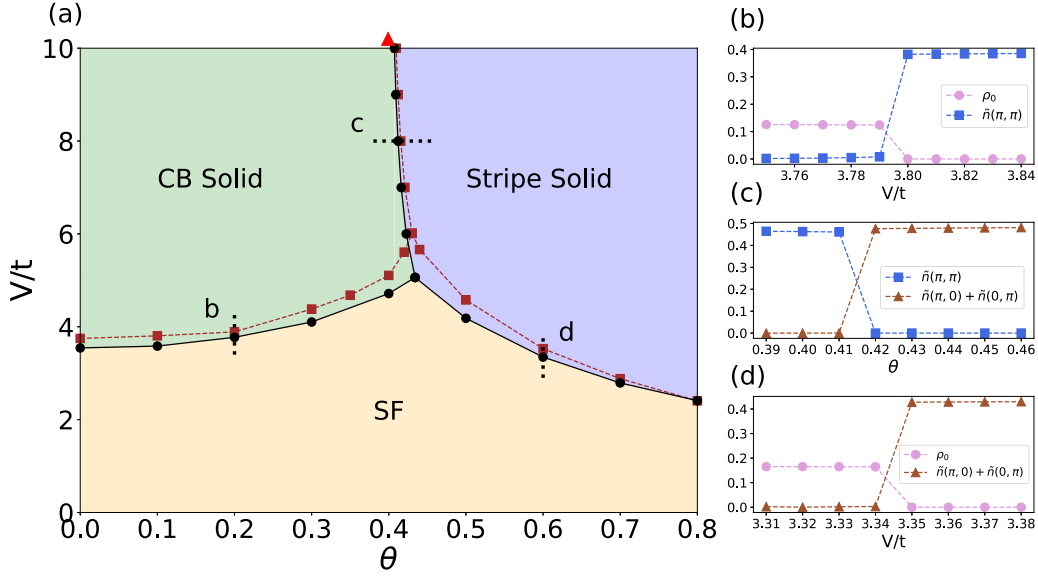 (a)
10
8
6
4
2
0
V/t
0.0 0.1 0.2 0.3 0.4 0.5 0.6 0.7 0.8
θ
CB Solid
Stripe Solid
SF
b
c
d
(b)
0.4
0.3
0.2
0.1
0.0
ρ₀
ñ(π, π)
3.76 3.78 3.80 3.82 3.84
V/t
(c)
0.5
0.4
0.3
0.2
0.1
0.0
ñ(π, π)
ñ(π, 0) + ñ(0, π)
0.39 0.40 0.41 0.42 0.43 0.44 0.45 0.46
θ
(d)
0.4
0.3
0.2
0.1
0.0
ρ₀
ñ(π, 0) + ñ(0, π)
3.31 3.32 3.33 3.34 3.35 3.36 3.37 3.38
V/t